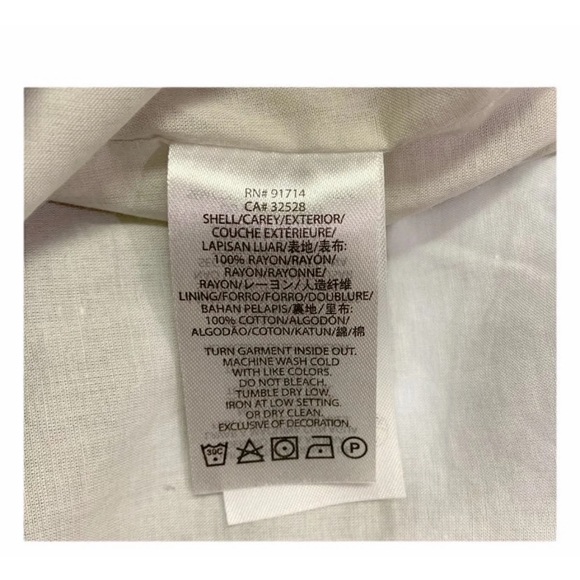 RN# 91714
CA# 32528
SHELL/CAREY/EXTERIOR/
COUCHE EXTÉRIEURE/
LAPISAN LUAR/表地/表布:
100% RAYON/RAYÓN/
RAYON/RAYONNE/
RAYON/レーヨン/人造纤维
LINING/FORRO/FORRO/DOUBLURE/
BAHAN PELAPIS/裏地/里布:
100% COTTON/ALGODÓN/
ALGODÃO/COTON/KATUN/綿/棉
TURN GARMENT INSIDE OUT.
MACHINE WASH COLD
WITH LIKE COLORS.
DO NOT BLEACH.
TUMBLE DRY LOW.
IRON AT LOW SETTING.
OR DRY CLEAN.
EXCLUSIVE OF DECORATION
30C P